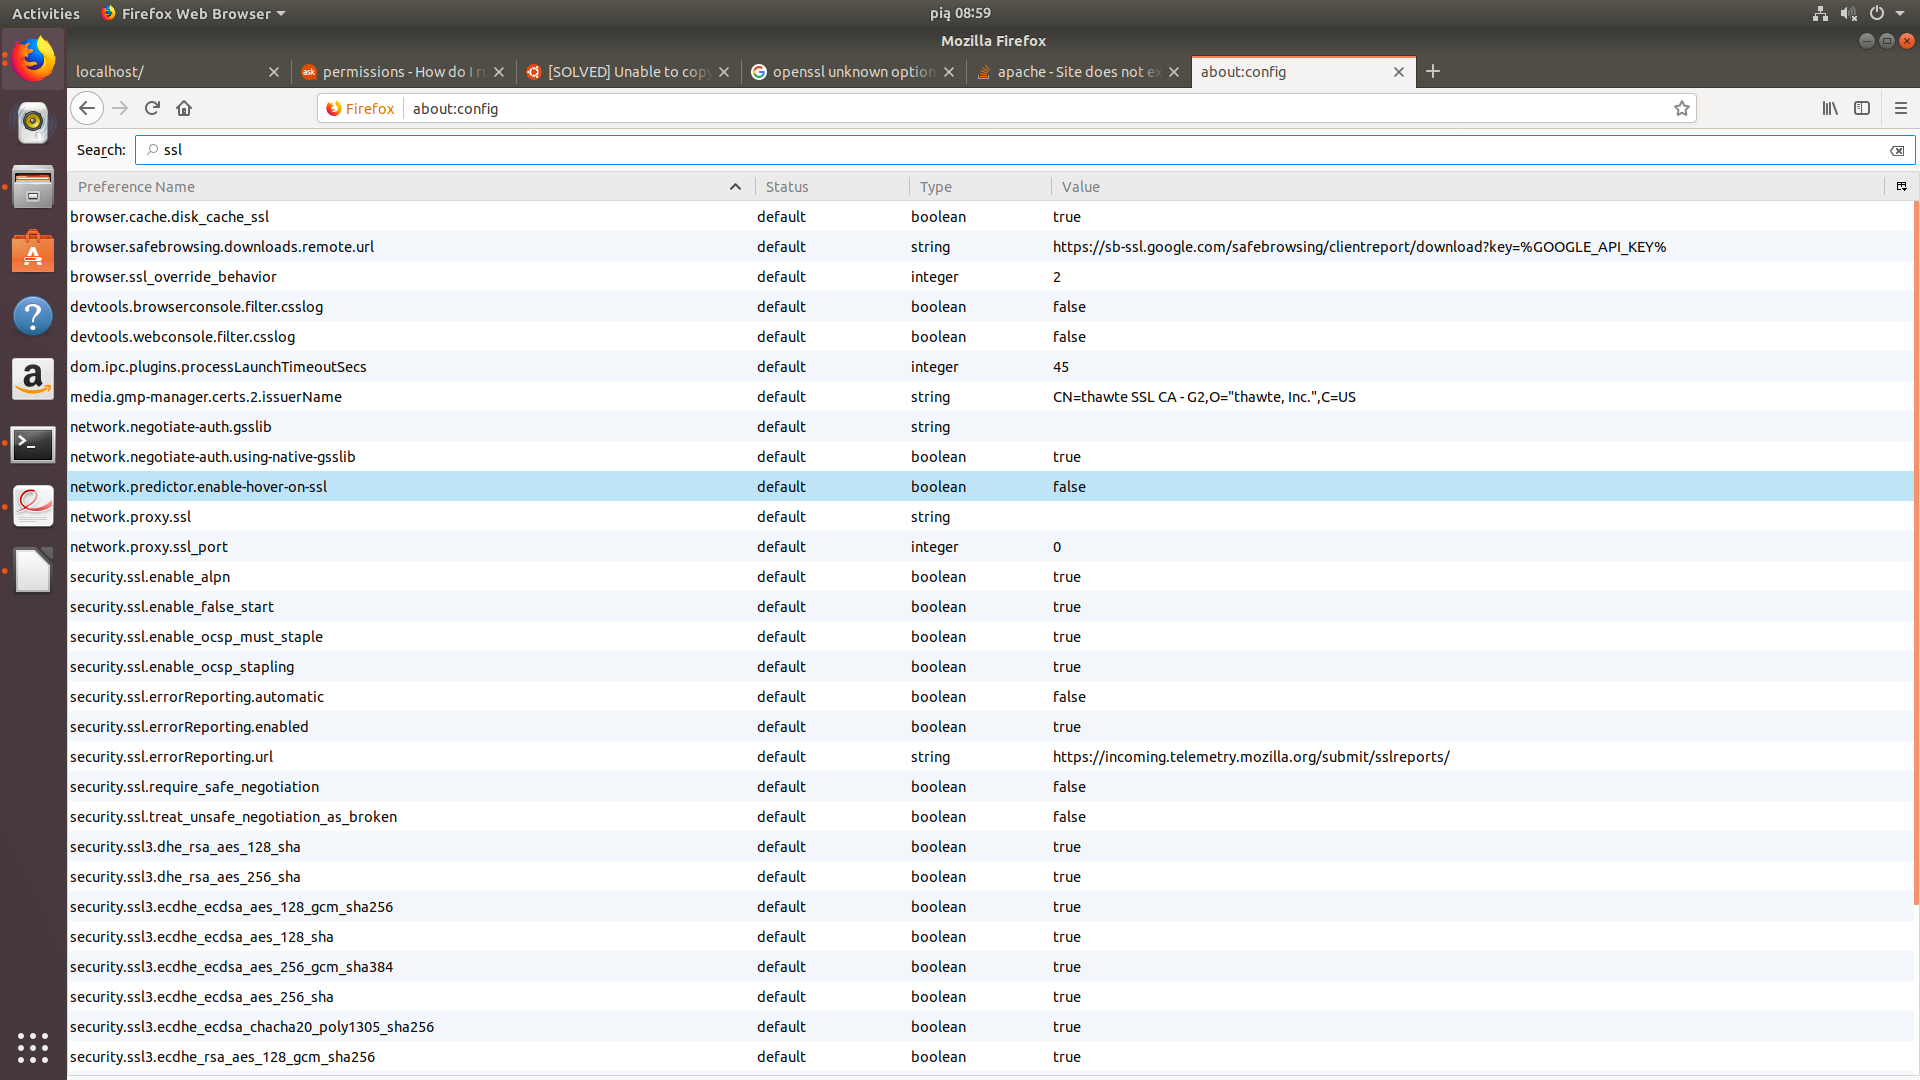 Activities Firefox Web Browser pią 08:59
Mozilla Firefox
localhost/ permissions - How do I ru [SOLVED] Unable to cop openssl unknown option apache - Site does not e about:config
Firefox about:config
Search: ssl
Preference Name Status Type Value
browser.cache.disk_cache_ssl default boolean true
browser.safebrowsing.downloads.remote.url default string https://sb-ssl.google.com/safebrowsing/clientreport/download?key=%GOOGLE_API_KEY%
browser.ssl_override_behavior default integer 2
devtools.browserconsole.filter.csslog default boolean false
devtools.webconsole.filter.csslog default boolean false
dom.ipc.plugins.processLaunchTimeoutSecs default integer 45
media.gmp-manager.certs.2.issuerName default string CN=thawte SSL CA - G2,O="thawte, Inc.",C=US
network.negotiate-auth.gsslib default string
network.negotiate-auth.using-native-gsslib default boolean true
network.predictor.enable-hover-on-ssl default boolean false
network.proxy.ssl default string
network.proxy.ssl_port default integer 0
security.ssl.enable_alpn default boolean true
security.ssl.enable_false_start default boolean true
security.ssl.enable_ocsp_must_staple default boolean true
security.ssl.enable_ocsp_stapling default boolean true
security.ssl.errorReporting.automatic default boolean false
security.ssl.errorReporting.enabled default boolean true
security.ssl.errorReporting.url default string https://incoming.telemetry.mozilla.org/submit/sslreports/
security.ssl.require_safe_negotiation default boolean false
security.ssl.treat_unsafe_negotiation_as_broken default boolean false
security.ssl3.dhe_rsa_aes_128_sha default boolean true
security.ssl3.dhe_rsa_aes_256_sha default boolean true
security.ssl3.ecdhe_ecdsa_aes_128_gcm_sha256 default boolean true
security.ssl3.ecdhe_ecdsa_aes_128_sha default boolean true
security.ssl3.ecdhe_ecdsa_aes_256_gcm_sha384 default boolean true
security.ssl3.ecdhe_ecdsa_aes_256_sha default boolean true
security.ssl3.ecdhe_ecdsa_chacha20_poly1305_sha256 default boolean true
security.ssl3.ecdhe_rsa_aes_128_gcm_sha256 default boolean true